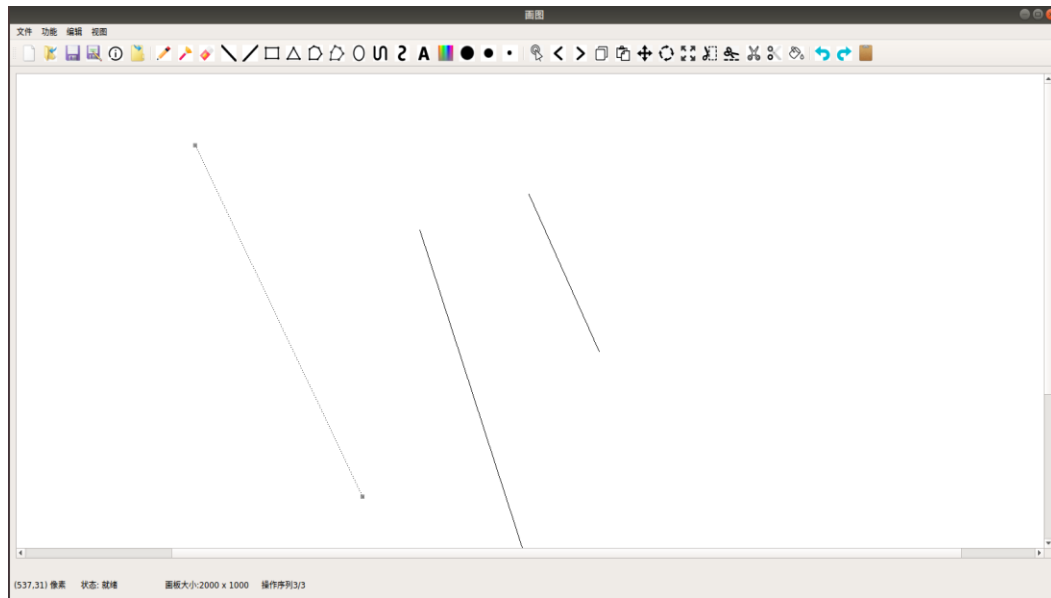 画图
文件 功能 编辑 视图
A
(537,31) 像素 状态: 就绪 画板大小:2000 x 1000 操作序列3/3